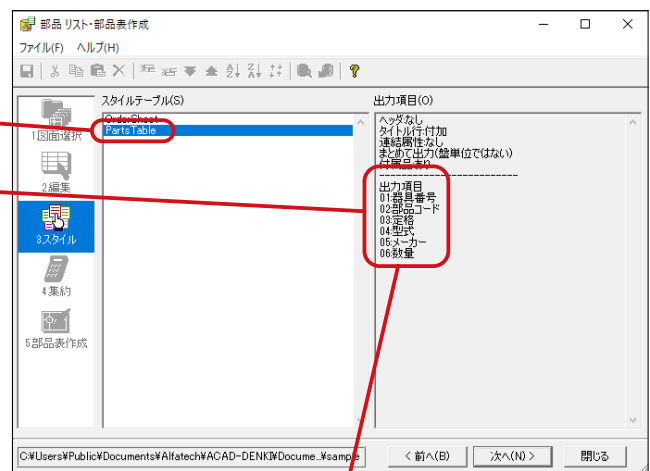 部品 リスト・部品表作成
ファイル(F) ヘルプ(H)
スタイルテーブル(S)
出力項目(O)
1図面選択
2編集
3.スタイル
4.集約
5部品表作成
OrderSheet
PartsTable
ヘッダ:なし
タイトル行:付加
連結属性:なし
まとめて出力(盤単位ではない)
付属品:あり
--------------------------
出力項目
01:器具番号
02:部品コード
03:定格
04:型式
05:メーカー
06:数量
C:¥Users¥Public¥Documents¥Alfatech¥ACAD-DENKI¥Docume..¥sample
< 前へ(B)
次へ(N) >
閉じる